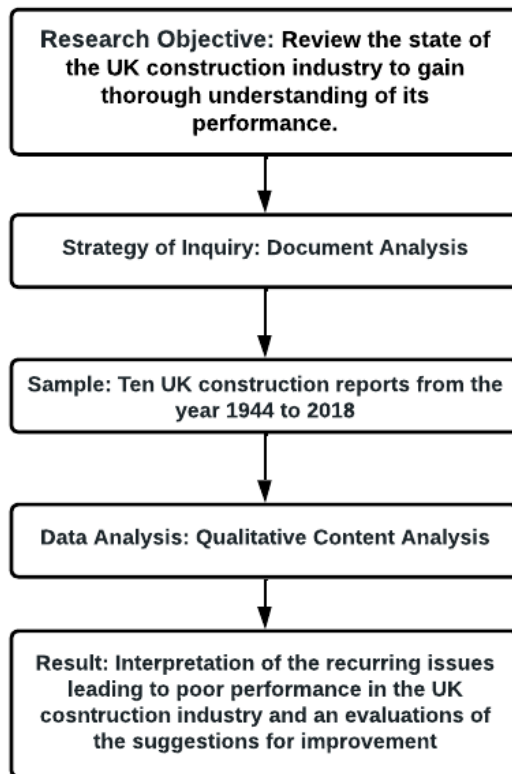 Research Objective: Review the state of
the UK construction industry to gain
thorough understanding of its
performance.
Strategy of Inquiry: Document Analysis
Sample: Ten UK construction reports from the
year 1944 to 2018
Data Analysis: Qualitative Content Analysis
Result: Interpretation of the recurring issues
leading to poor performance in the UK
cosntruction industry and an evaluations of
the suggestions for improvement